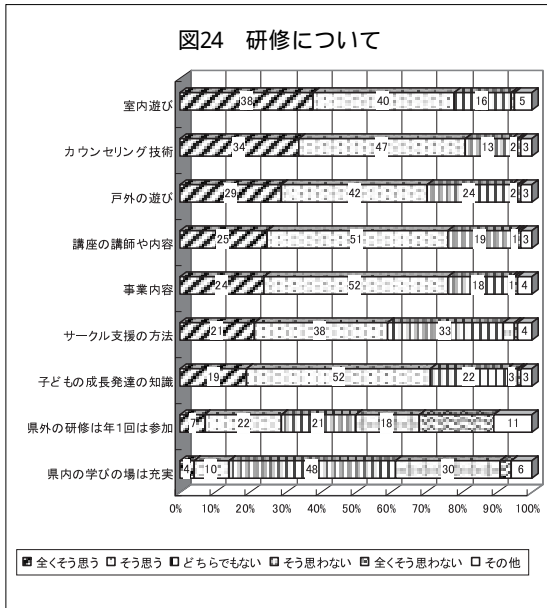 図24 研修について
室内遊び 38 40 16 5
カウンセリング技術 34 47 13 2 3
戸外の遊び 29 42 24 2 3
講座の講師や内容 25 51 19 1 3
事業内容 24 52 18 1 4
サークル支援の方法 21 38 33 4
子どもの成長発達の知識 19 52 22 3 3
県外の研修は年1回は参加 7 22 21 18 11
県内の学びの場は充実 4 10 48 30 6
0% 10% 20% 30% 40% 50% 60% 70% 80% 90% 100%
全くそう思う そう思う どちらでもない そう思わない 全くそう思わない その他